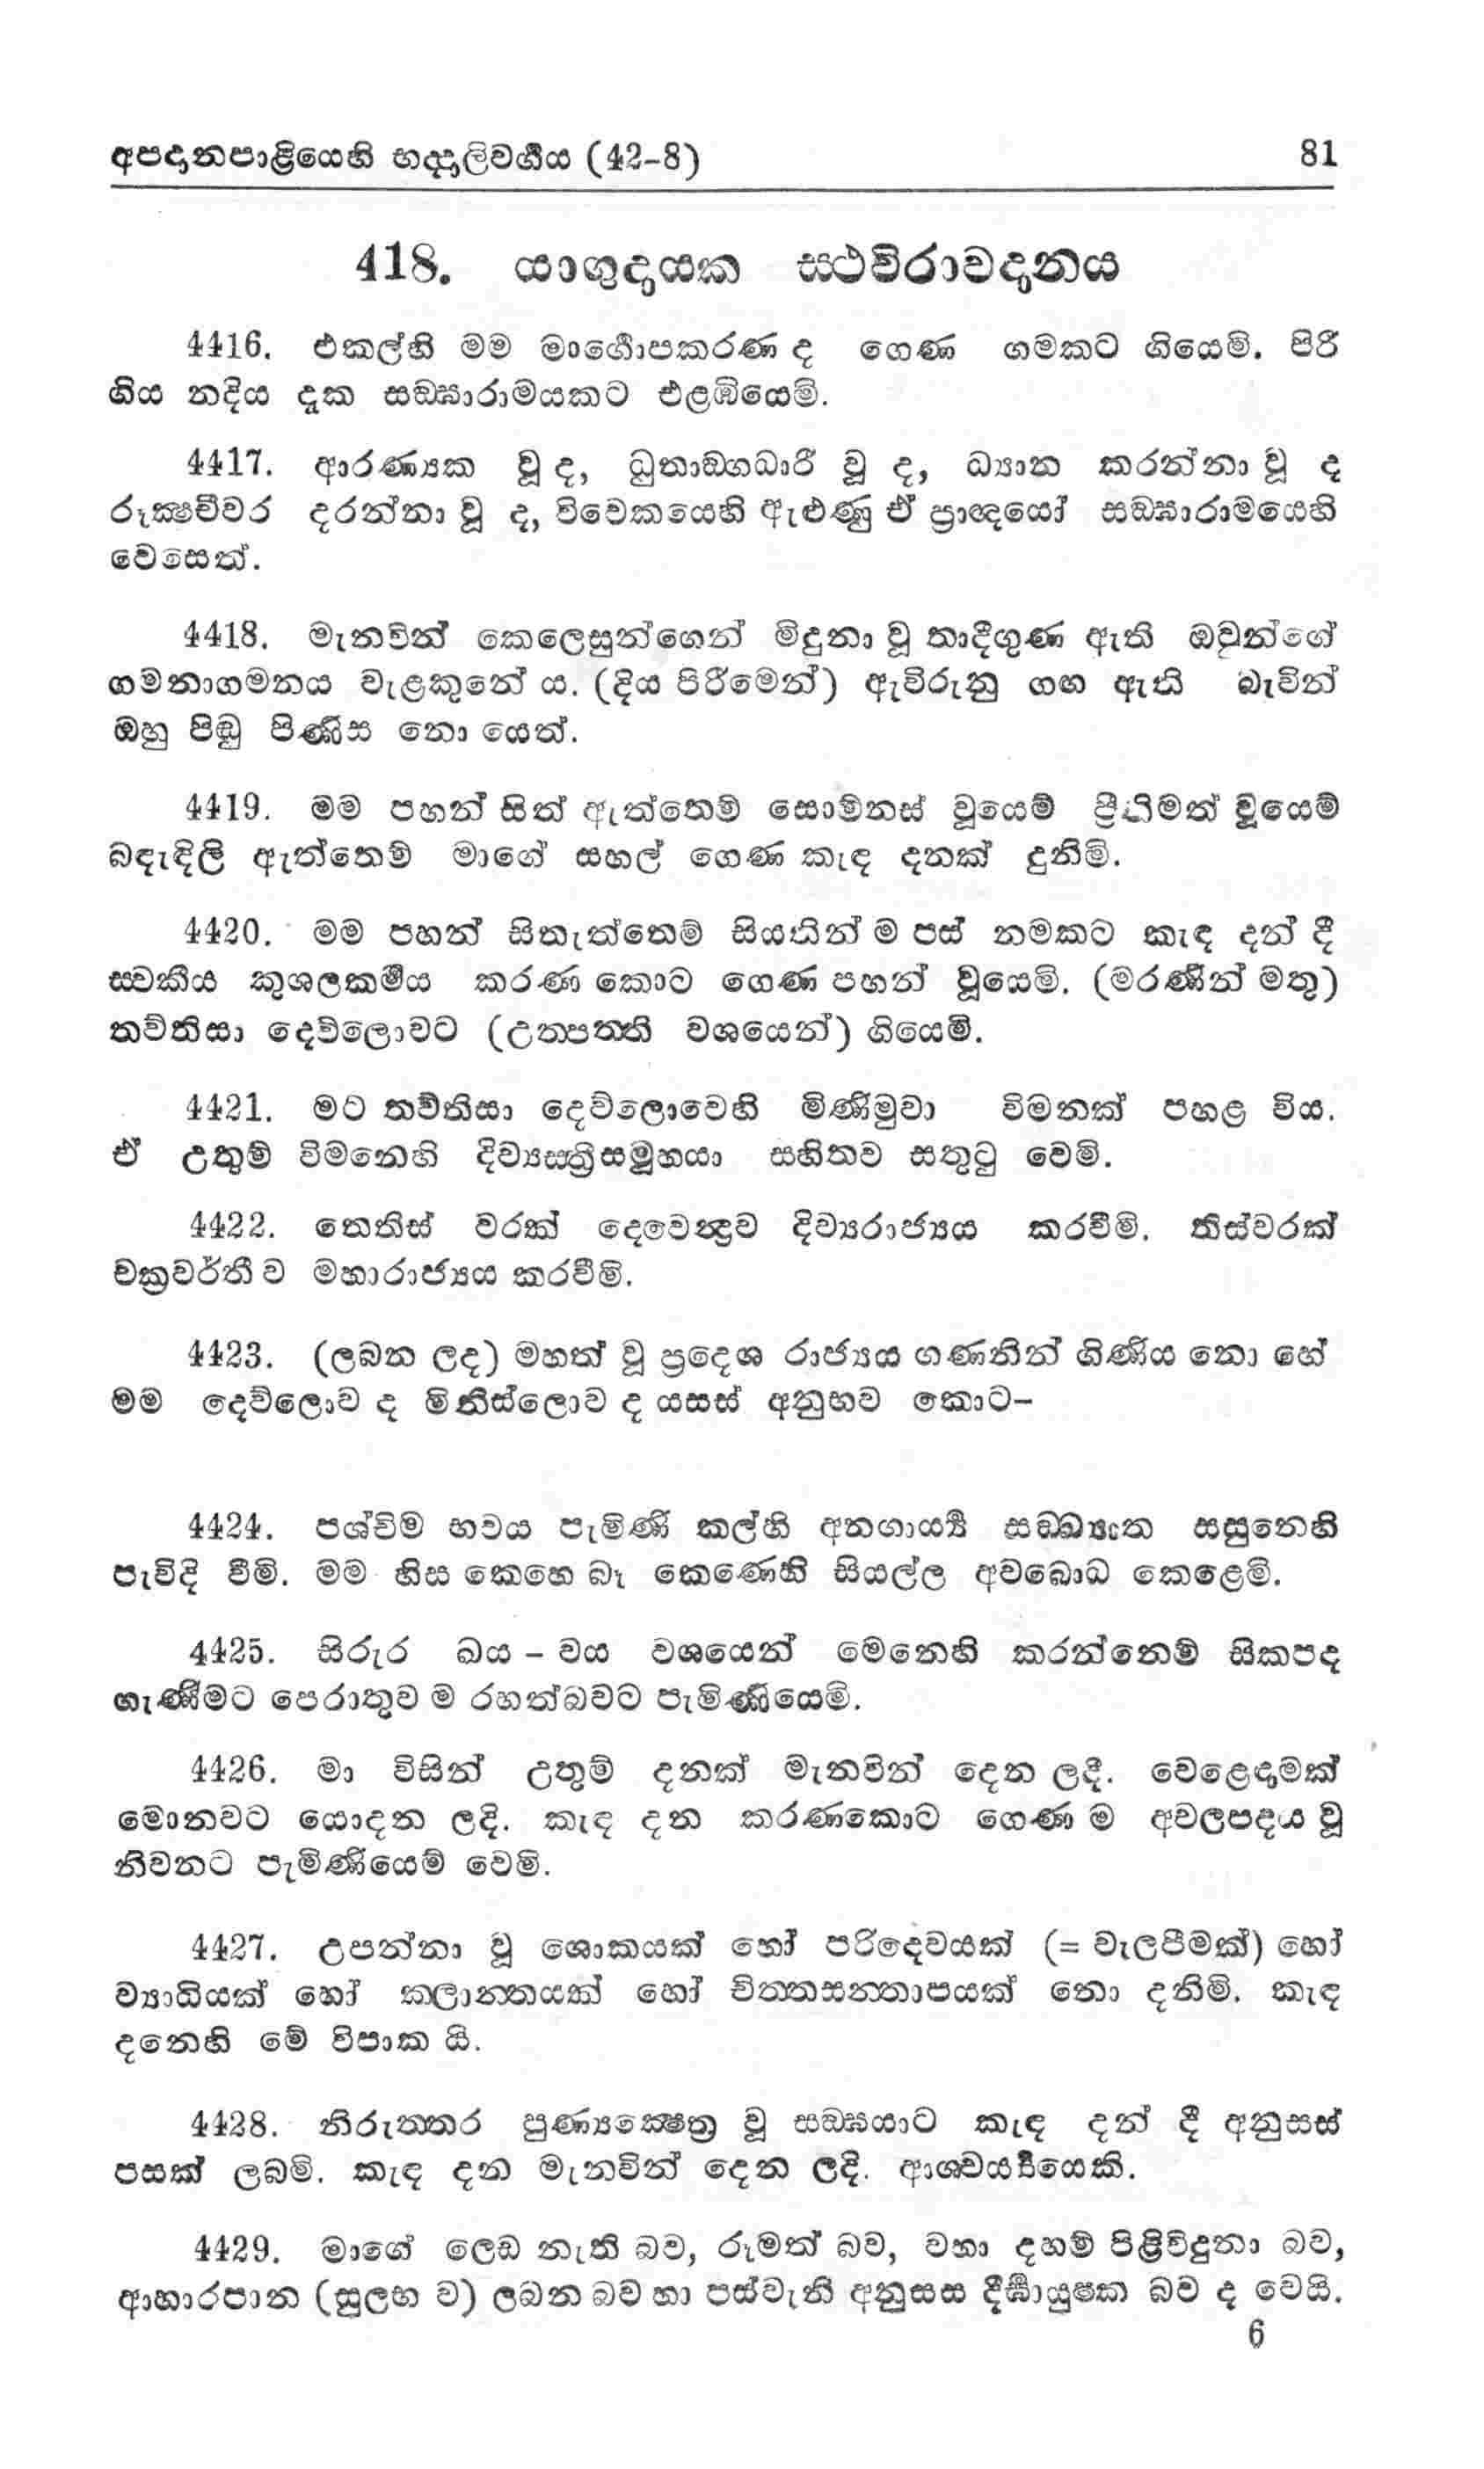 අපදානපාළියෙහි භද්දාලිවර්ගය (42-8) 81
418. යාගුදායක ස්ථවිරාවදානය
4416. එකල්හි මම මාර්ගොපකරණ ද ගෙණ ගමකට ගියෙමි. පිරී
ගිය නදිය දැක සඞ්ඝාරාමයකට එළඹියෙමි.
4417. ආරණ්‍යක වූ ද, ධුතාඞ්ගධාරී වූ ද, ධ්‍යාන කරන්නා වූ ද
රූක්‍ෂචීවර දරන්නා වූ ද, විවෙකයෙහි ඇළුණු ඒ ප්‍රාඥයෝ සඞ්ඝාරාමයෙහි
වෙසෙත්.
4418. මැනවින් කෙලෙසුන්ගෙන් මිදුනා වූ තාදිගුණ ඇති ඔවුන්ගේ
ගමනාගමනය වැළකුනේ ය. (දිය පිරීමෙන්) ඇවිරුනු ගඟ ඇති බැවින්
ඔහු පිඬු පිණිස නො යෙත්.
4419. මම පහන් සිත් ඇත්තෙම් සොම්නස් වූයෙම් ප්‍රීතිමත් වූයෙම්
බඳැඳිලි ඇත්තෙම් මාගේ සහල් ගෙණ කැඳ දනක් දුනිමි.
4420. මම පහන් සිතැත්තෙම් සියතින් ම පස් නමකට කැඳ දන් දී
ස්වකීය කුශලකර්මය කරණ කොට ගෙණ පහන් වූයෙමි. (මරණින් මතු)
තව්තිසා දෙව්ලොවට (උත්පත්ති වශයෙන්) ගියෙමි.
4421. මට තව්තිසා දෙව්ලොවෙහි මිණිමුවා විමනක් පහළ විය.
ඒ උතුම් විමනෙහි දිව්‍යස්ත්‍රීසමූහයා සහිතව සතුටු වෙමි.
4422. තෙතිස් වරක් දෙවෙන්ද්‍රව දිව්‍යරාජ්‍යය කරවීමි. තිස්වරක්
චක්‍රවර්තී ව මහාරාජ්‍යය කරවීමි.
4423. (ලබන ලද) මහත් වූ ප්‍රදෙශ රාජ්‍යය ගණනින් ගිණිය නො හේ
මම දෙව්ලොව ද මිනිස්ලොව ද යසස් අනුභව කොට-
4424. පශ්චිම භවය පැමිණි කල්හි අනගාර්‍ය්‍ය සඞ්ඛ්‍යාත සසුනෙහි
පැවිදි වීමි. මම හිස කෙහෙ බෑ කෙණෙහි සියල්ල අවබොධ කෙළෙමි.
4425. සිරුර ඛය - වය වශයෙන් මෙනෙහි කරන්නෙම් සිකපද
ගැණීමට පෙරාතුව ම රහත්බවට පැමිණියෙමි.
4426. මා විසින් උතුම් දනක් මැනවින් දෙන ලදී. වෙළෙඳාමක්
මොනවට යොදන ලදි. කැඳ දන කරණකොට ගෙණ ම අචලපදය වූ
නිවනට පැමිණියෙම් වෙමි.
4427. උපන්නා වූ ශොකයක් හෝ පරිදෙවයක් (= වැලපීමක්) හෝ
ව්‍යාධියක් හෝ කලාන්තයක් හෝ චිත්තසන්තාපයක් නො දනිමි. කැඳ
දනෙහි මේ විපාක යි.
4428. නිරුත්තර පුණ්‍යක්‍ෂෙත්‍ර වූ සඞ්ඝයාට කැඳ දන් දී අනුසස්
පසක් ලබමි. කැඳ දන මැනවින් දෙන ලදි. ආශ්චර්‍ය්‍යයෙකි.
4429. මාගේ ලෙඩ නැති බව, රූමත් බව, වහා දහම් පිළිවිදුනා බව,
ආහාරපාන (සුලභ ව) ලබන බව හා පස්වැනි අනුසස දීර්ඝායුෂ්ක බව ද වෙයි.
6